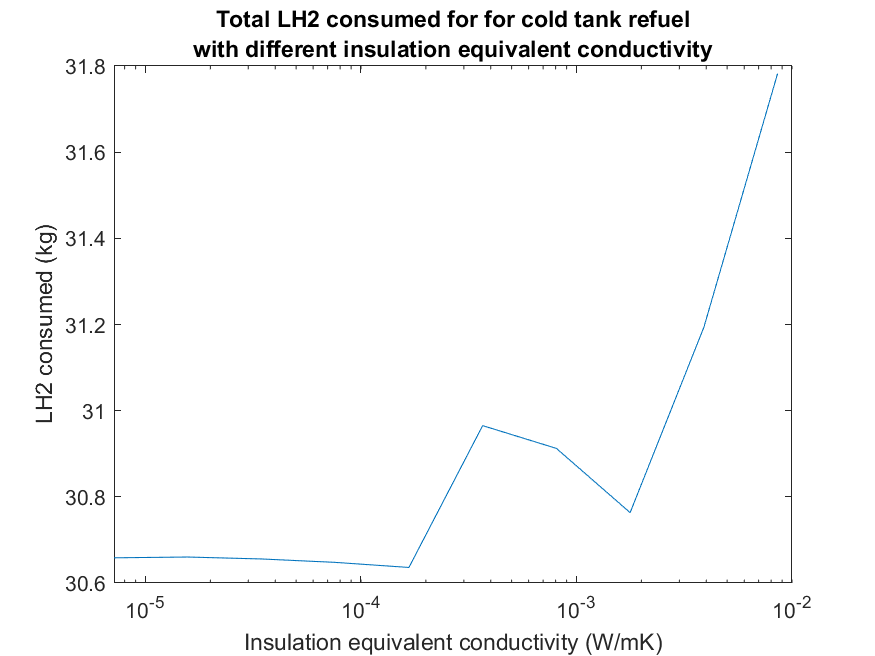 Total LH2 consumed for for cold tank refuel
with different insulation equivalent conductivity
31.8
31.6
31.4
31.2
31
30.8
30.6
LH2 consumed (kg)
10^-5
10^-4
10^-3
10^-2
Insulation equivalent conductivity (W/mK)